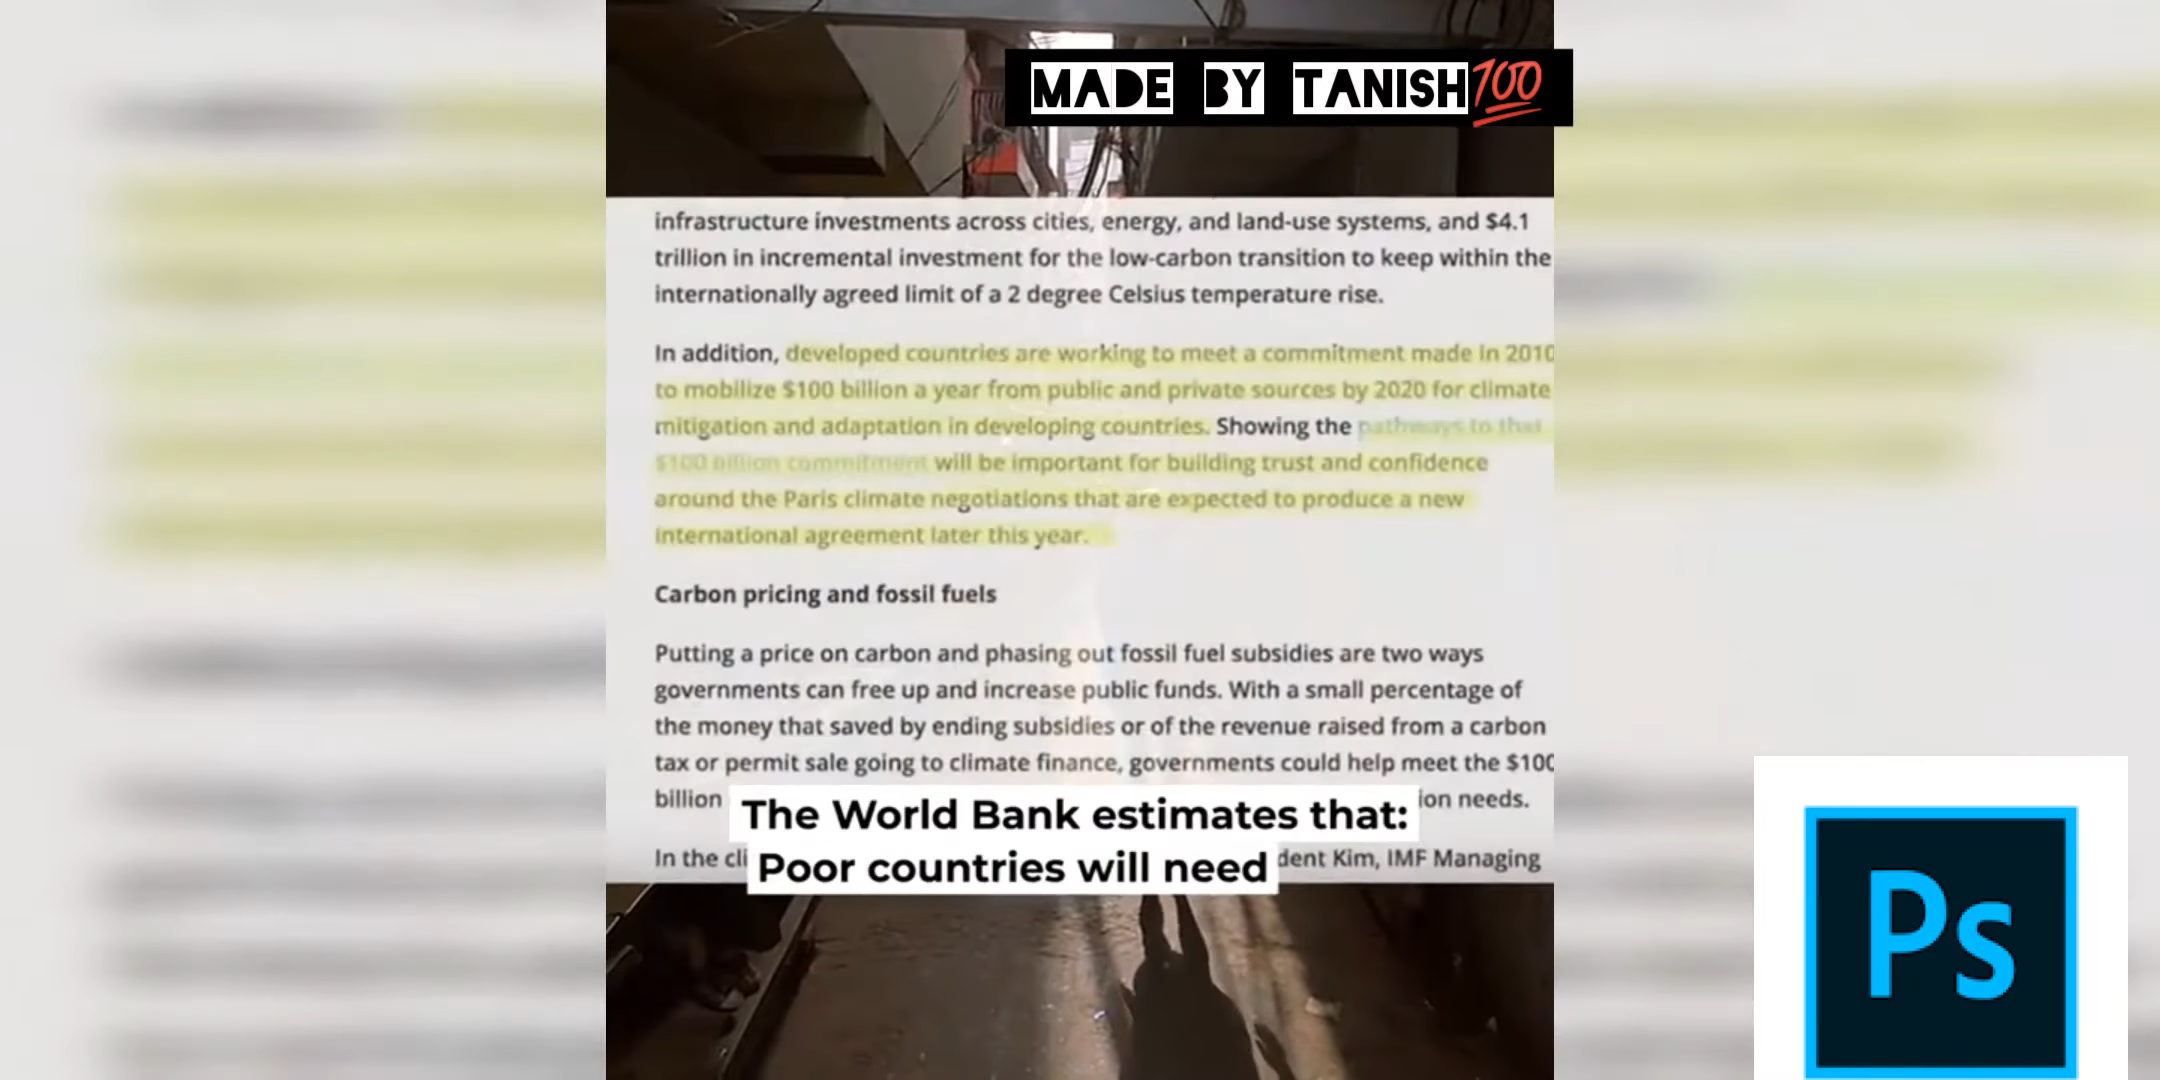 MADE BY TANISH💯
infrastructure investments across cities, energy, and land-use systems, and $4.1
trillion in incremental investment for the low-carbon transition to keep within the
internationally agreed limit of a 2 degree Celsius temperature rise.
In addition, developed countries are working to meet a commitment made in 2010
to mobilize $100 billion a year from public and private sources by 2020 for climate
mitigation and adaptation in developing countries. Showing the pathways to that
$100 billion commitment will be important for building trust and confidence
around the Paris climate negotiations that are expected to produce a new
international agreement later this year.
Carbon pricing and fossil fuels
Putting a price on carbon and phasing out fossil fuel subsidies are two ways
governments can free up and increase public funds. With a small percentage of
the money that saved by ending subsidies or of the revenue raised from a carbon
tax or permit sale going to climate finance, governments could help meet the $100
billion ion needs.
The World Bank estimates that:
Poor countries will need
In the cli dent Kim, IMF Managing
Ps